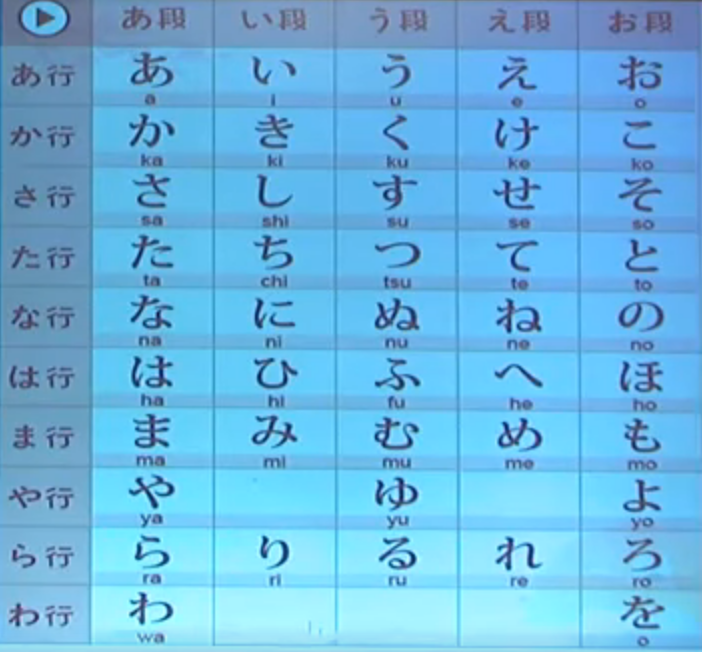 あ段 い段 う段 え段 お段
あ行 あ い う え お
a i u e o
か行 か き く け こ
ka ki ku ke ko
さ行 さ し す せ そ
sa shi su se so
た行 た ち つ て と
ta chi tsu te to
な行 な に ぬ ね の
na ni nu ne no
は行 は ひ ふ へ ほ
ha hi fu he ho
ま行 ま み む め も
ma mi mu me mo
や行 や ゆ よ
ya yu yo
ら行 ら り る れ ろ
ra ri ru re ro
わ行 わ を
wa o